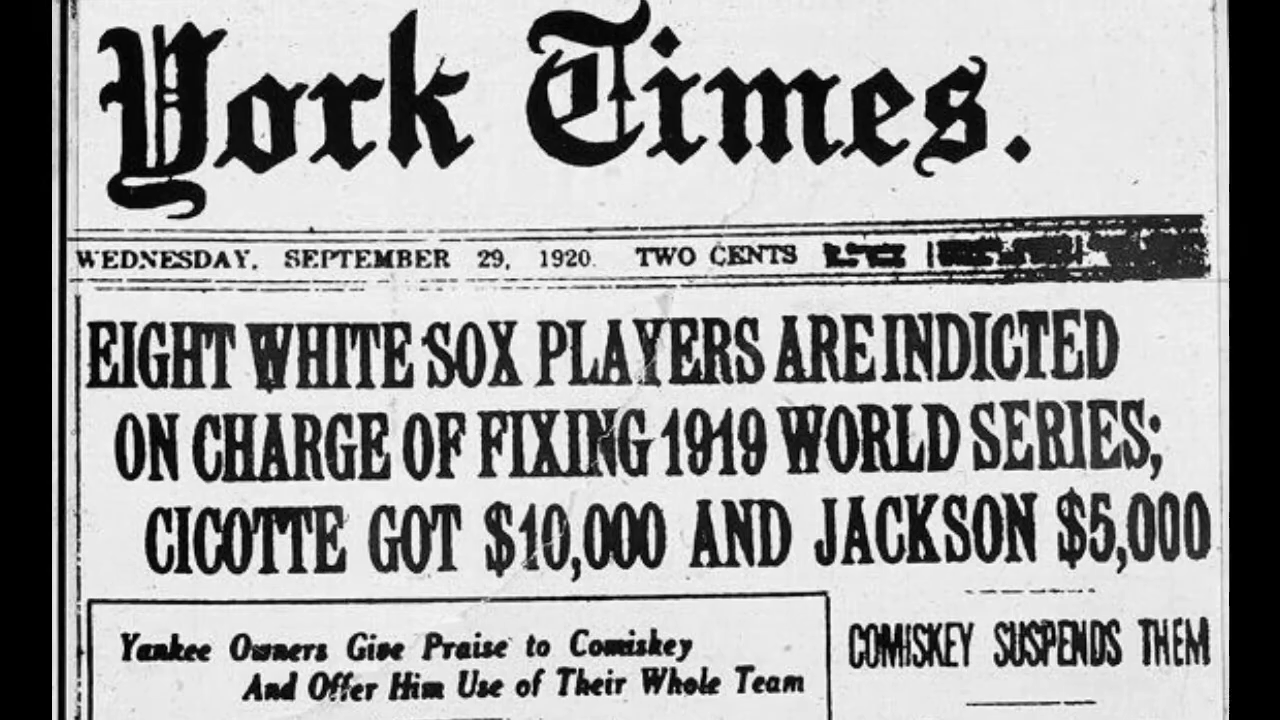 York Times.
WEDNESDAY, SEPTEMBER 29, 1920. TWO CENTS
EIGHT WHITE SOX PLAYERS ARE INDICTED
ON CHARGE OF FIXING 1919 WORLD SERIES;
CICOTTE GOT $10,000 AND JACKSON $5,000
Yankee Owners Give Praise to Comiskey
And Offer Him Use of Their Whole Team
COMISKEY SUSPENDS THEM